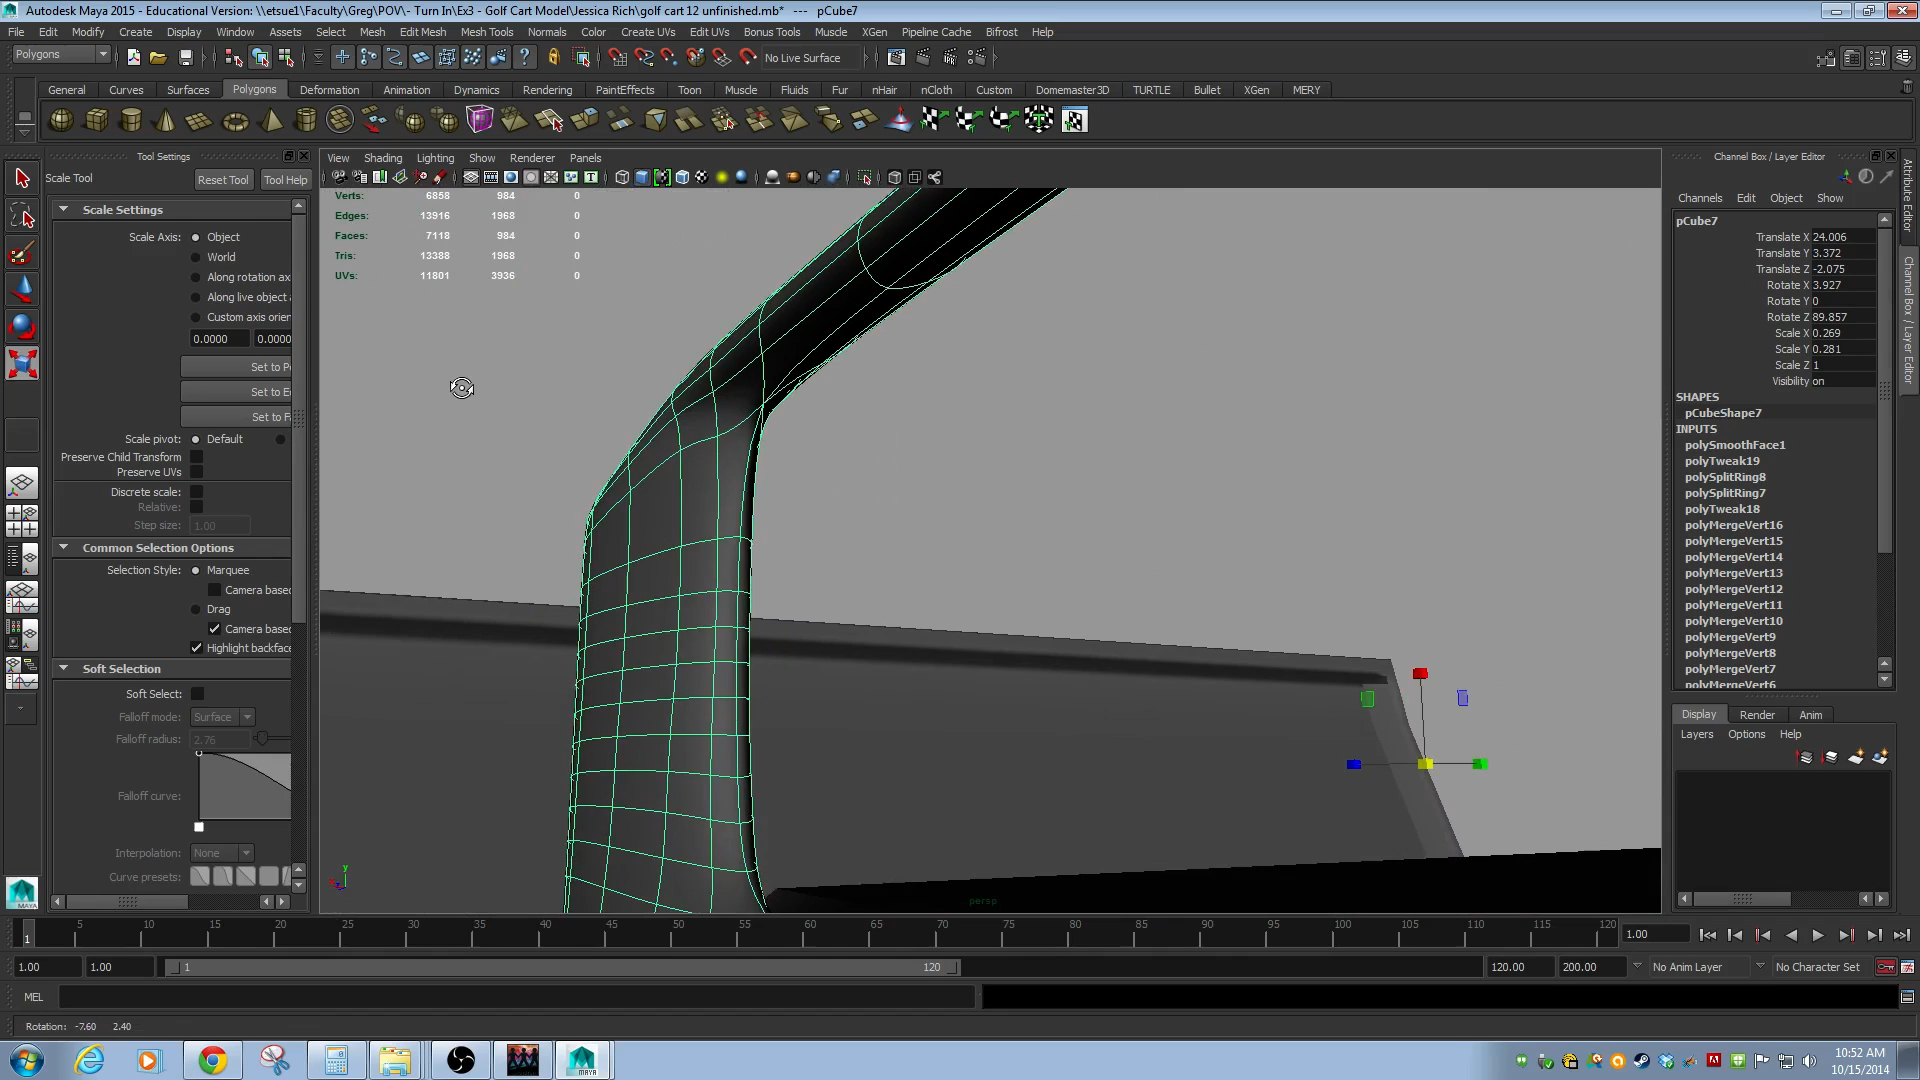 Autodesk Maya 2015 - Educational Version: \\etsue1\Faculty\Greg\POV\- Turn In\Ex3 - Golf Cart Model\Jessica Rich\golf cart 12 unfinished.mb* --- pCube7
File Edit Modify Create Display Window Assets Select Mesh Edit Mesh Mesh Tools Normals Color Create UVs Edit UVs Bonus Tools Muscle XGen Pipeline Cache Bifrost Help
Polygons
No Live Surface
General Curves Surfaces Polygons Deformation Animation Dynamics Rendering PaintEffects Toon Muscle Fluids Fur nHair nCloth Custom Domemaster3D TURTLE Bullet XGen MERY
Tool Settings
Scale Tool
Reset Tool
Tool Help
Scale Settings
Scale Axis: Object
World
Along rotation ax
Along live object
Custom axis orien
0.0000 0.0000
Set to P
Set to E
Set to F
Scale pivot: Default
Preserve Child Transform
Preserve UVs
Discrete scale:
Relative:
Step size: 1.00
Common Selection Options
Selection Style: Marquee
Camera based
Drag
Camera based
Highlight backface
Soft Selection
Soft Select:
Falloff mode: Surface
Falloff radius: 2.76
Falloff curve:
Interpolation: None
Curve presets:
View Shading Lighting Show Renderer Panels
Verts: 6858 984 0
Edges: 13916 1968 0
Faces: 7118 984 0
Tris: 13388 1968 0
UVs: 11801 3936 0
y
persp
Channel Box / Layer Editor
Channels Edit Object Show
pCube7
Translate X 24.006
Translate Y 3.372
Translate Z -2.075
Rotate X 3.927
Rotate Y 0
Rotate Z 89.857
Scale X 0.269
Scale Y 0.281
Scale Z 1
Visibility on
SHAPES
pCubeShape7
INPUTS
polySmoothFace1
polyTweak19
polySplitRing8
polySplitRing7
polyTweak18
polyMergeVert16
polyMergeVert15
polyMergeVert14
polyMergeVert13
polyMergeVert12
polyMergeVert11
polyMergeVert10
polyMergeVert9
polyMergeVert8
polyMergeVert7
polyMergeVert6
Attribute Editor
Channel Box / Layer Editor
Display Render Anim
Layers Options Help
1 5 10 15 20 25 30 35 40 45 50 55 60 65 70 75 80 85 90 95 100 105 110 115 120
1.00
1.00 1.00 1 120 120.00 200.00 No Anim Layer No Character Set
MEL
Rotation: -7.60 2.40
MAYA
10:52 AM
10/15/2014